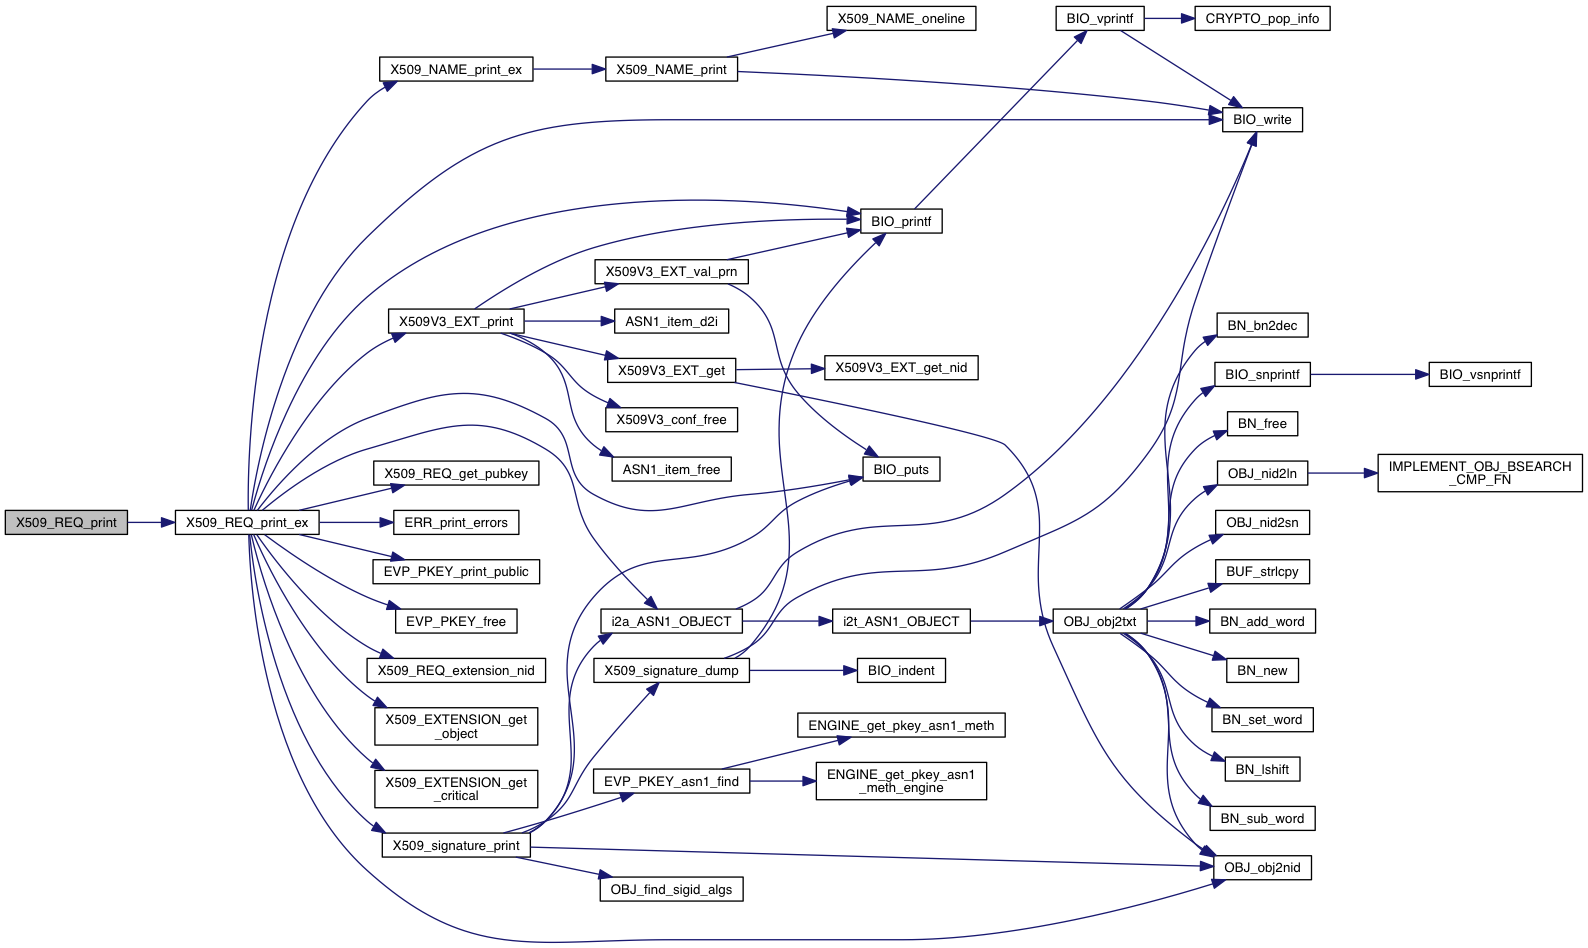 X509_REQ_print
X509_REQ_print_ex
X509_NAME_print_ex
X509V3_EXT_print
X509_REQ_get_pubkey
ERR_print_errors
EVP_PKEY_print_public
EVP_PKEY_free
X509_REQ_extension_nid
X509_EXTENSION_get
_object
X509_EXTENSION_get
_critical
X509_signature_print
X509_NAME_print
X509V3_EXT_val_prn
ASN1_item_d2i
X509V3_EXT_get
X509V3_conf_free
ASN1_item_free
i2a_ASN1_OBJECT
X509_signature_dump
EVP_PKEY_asn1_find
OBJ_find_sigid_algs
X509_NAME_oneline
BIO_printf
X509V3_EXT_get_nid
BIO_puts
i2t_ASN1_OBJECT
BIO_indent
ENGINE_get_pkey_asn1_meth
ENGINE_get_pkey_asn1
_meth_engine
BIO_vprintf
OBJ_obj2txt
CRYPTO_pop_info
BIO_write
BN_bn2dec
BIO_snprintf
BN_free
OBJ_nid2ln
OBJ_nid2sn
BUF_strlcpy
BN_add_word
BN_new
BN_set_word
BN_lshift
BN_sub_word
OBJ_obj2nid
BIO_vsnprintf
IMPLEMENT_OBJ_BSEARCH
_CMP_FN